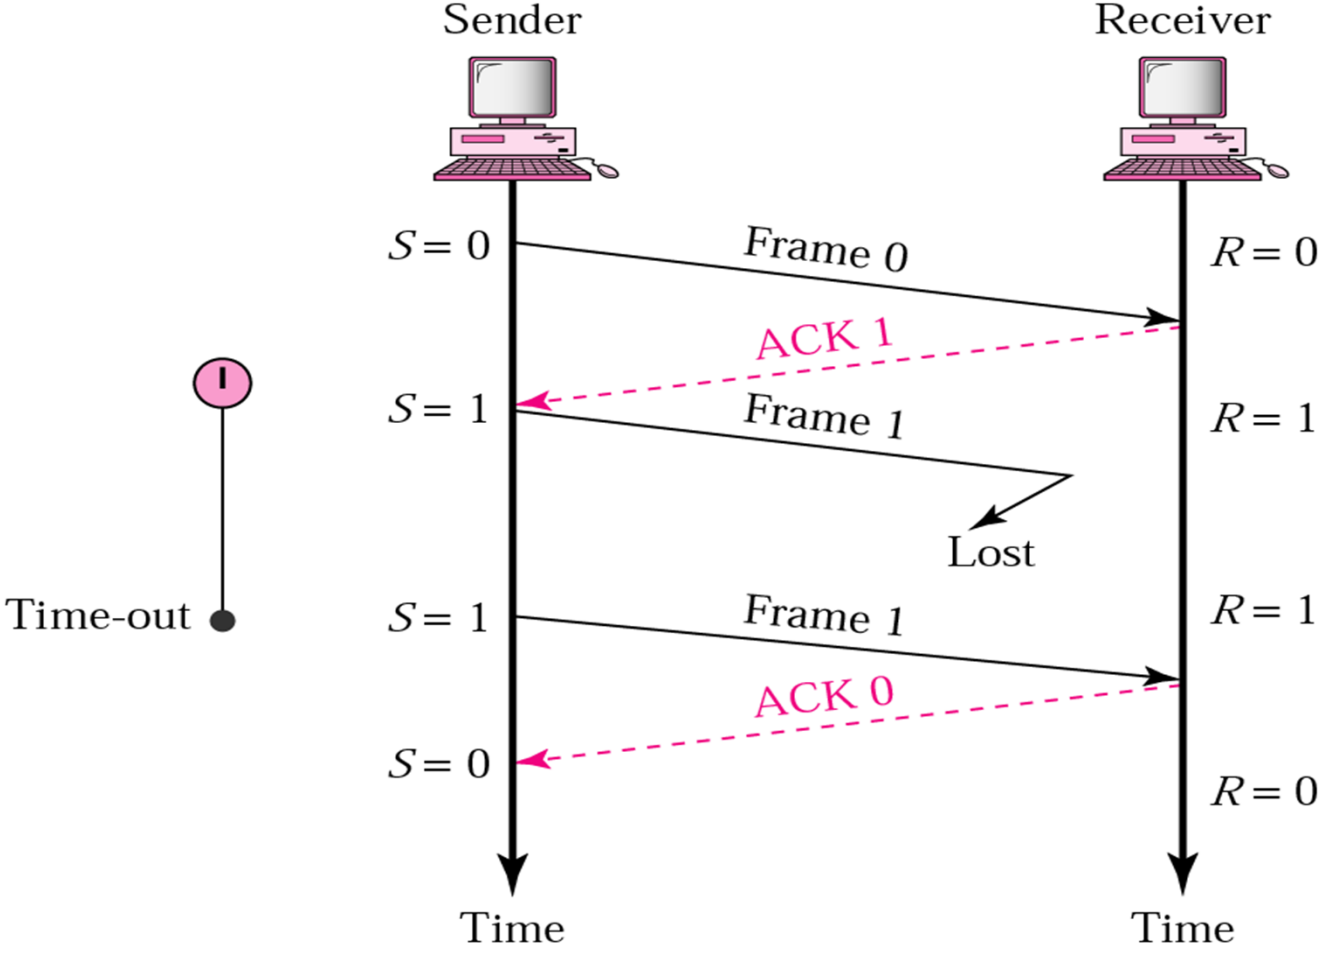 Sender
Receiver
S = 0
Frame 0
R = 0
ACK 1
S = 1
Frame 1
R = 1
Lost
Time-out
S = 1
Frame 1
R = 1
ACK 0
S = 0
R = 0
Time
Time